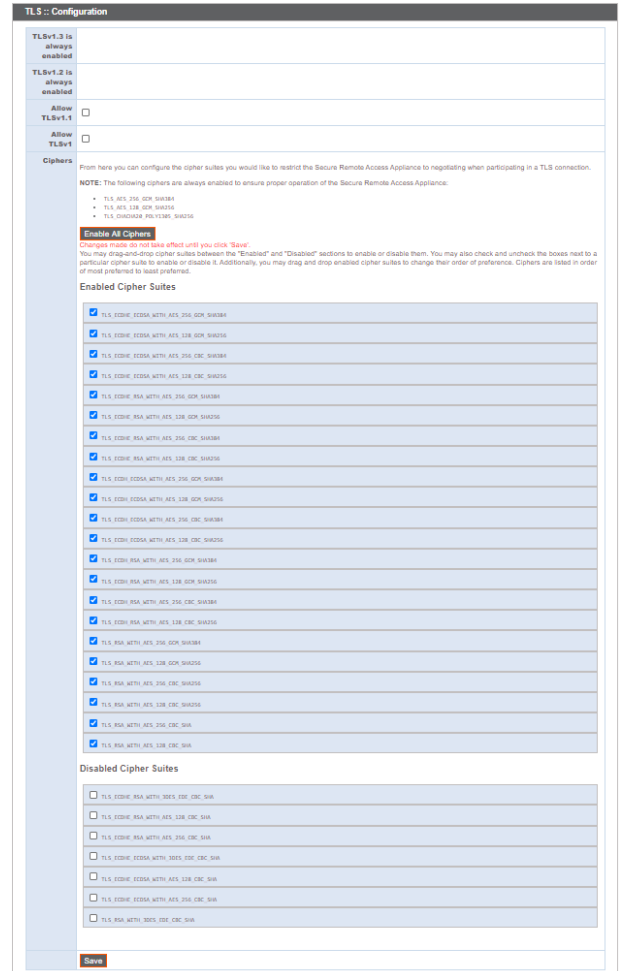 TLS :: Configuration
TLSv1.3 is
always
enabled
TLSv1.2 is
always
enabled
Allow
TLSv1.1
Allow
TLSv1
Ciphers
From here you can configure the cipher suites you would like to restrict the Secure Remote Access Appliance to negotiating when participating in a TLS connection.
NOTE: The following ciphers are always enabled to ensure proper operation of the Secure Remote Access Appliance:
TLS_AES_256_GCM_SHA384
TLS_AES_128_GCM_SHA256
TLS_CHACHA20_POLY1305_SHA256
Enable All Ciphers
Changes made do not take effect until you click 'Save'.
You may drag-and-drop cipher suites between the "Enabled" and "Disabled" sections to enable or disable them. You may also check and uncheck the boxes next to a
particular cipher suite to enable or disable it. Additionally, you may drag and drop enabled cipher suites to change their order of preference. Ciphers are listed in order
of most preferred to least preferred.
Enabled Cipher Suites
TLS_ECDHE_ECDSA_WITH_AES_256_GCM_SHA384
TLS_ECDHE_ECDSA_WITH_AES_128_GCM_SHA256
TLS_ECDHE_ECDSA_WITH_AES_256_CBC_SHA384
TLS_ECDHE_ECDSA_WITH_AES_128_CBC_SHA256
TLS_ECDHE_RSA_WITH_AES_256_GCM_SHA384
TLS_ECDHE_RSA_WITH_AES_128_GCM_SHA256
TLS_ECDHE_RSA_WITH_AES_256_CBC_SHA384
TLS_ECDHE_RSA_WITH_AES_128_CBC_SHA256
TLS_ECDH_ECDSA_WITH_AES_256_GCM_SHA384
TLS_ECDH_ECDSA_WITH_AES_128_GCM_SHA256
TLS_ECDH_ECDSA_WITH_AES_256_CBC_SHA384
TLS_ECDH_ECDSA_WITH_AES_128_CBC_SHA256
TLS_ECDH_RSA_WITH_AES_256_GCM_SHA384
TLS_ECDH_RSA_WITH_AES_128_GCM_SHA256
TLS_ECDH_RSA_WITH_AES_256_CBC_SHA384
TLS_ECDH_RSA_WITH_AES_128_CBC_SHA256
TLS_RSA_WITH_AES_256_GCM_SHA384
TLS_RSA_WITH_AES_128_GCM_SHA256
TLS_RSA_WITH_AES_256_CBC_SHA256
TLS_RSA_WITH_AES_128_CBC_SHA256
TLS_RSA_WITH_AES_256_CBC_SHA
TLS_RSA_WITH_AES_128_CBC_SHA
Disabled Cipher Suites
TLS_ECDHE_RSA_WITH_3DES_EDE_CBC_SHA
TLS_ECDHE_RSA_WITH_AES_128_CBC_SHA
TLS_ECDHE_RSA_WITH_AES_256_CBC_SHA
TLS_ECDHE_ECDSA_WITH_3DES_EDE_CBC_SHA
TLS_ECDHE_ECDSA_WITH_AES_128_CBC_SHA
TLS_ECDHE_ECDSA_WITH_AES_256_CBC_SHA
TLS_RSA_WITH_3DES_EDE_CBC_SHA
Save